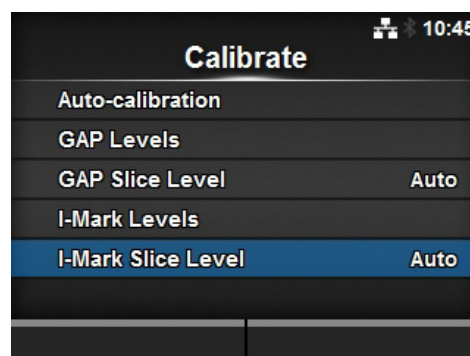 10:45
Calibrate
Auto-calibration
GAP Levels
GAP Slice Level Auto
I-Mark Levels
I-Mark Slice Level Auto